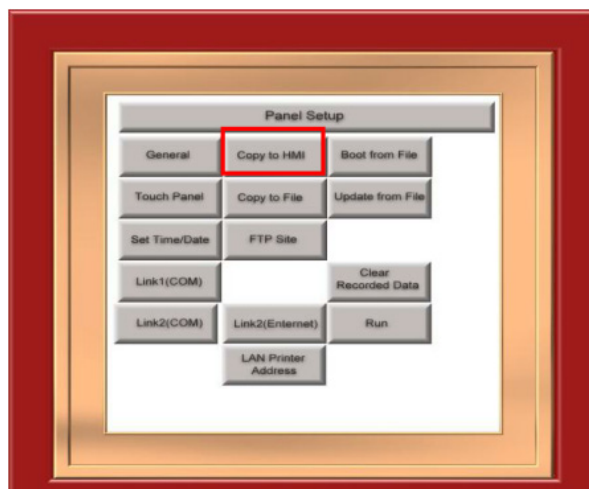 Panel Setup
General Copy to HMI Boot from File
Touch Panel Copy to File Update from File
Set Time/Date FTP Site
Link1(COM) Clear
Recorded Data
Link2(COM) Link2(Enternet) Run
LAN Printer
Address